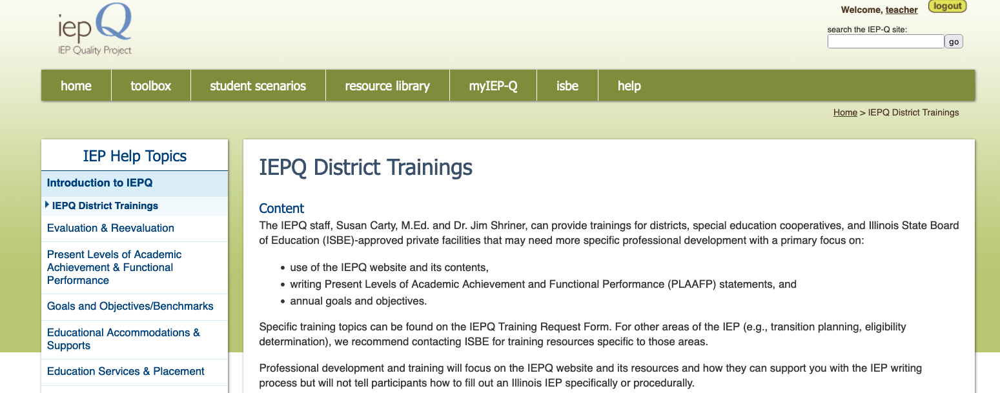 iepQ
IEP Quality Project
Welcome, teacher
logout
search the IEP-Q site:
go
home
toolbox
student scenarios
resource library
myIEP-Q
isbe
help
Home > IEPQ District Trainings
IEP Help Topics
Introduction to IEPQ
IEPQ District Trainings
Evaluation & Reevaluation
Present Levels of Academic
Achievement & Functional
Performance
Goals and Objectives/Benchmarks
Educational Accommodations &
Supports
Education Services & Placement
IEPQ District Trainings
Content
The IEPQ staff, Susan Carty, M.Ed. and Dr. Jim Shriner, can provide trainings for districts, special education cooperatives, and Illinois State Board
of Education (ISBE)-approved private facilities that may need more specific professional development with a primary focus on:
• use of the IEPQ website and its contents,
• writing Present Levels of Academic Achievement and Functional Performance (PLAAFP) statements, and
• annual goals and objectives.
Specific training topics can be found on the IEPQ Training Request Form. For other areas of the IEP (e.g., transition planning, eligibility
determination), we recommend contacting ISBE for training resources specific to those areas.
Professional development and training will focus on the IEPQ website and its resources and how they can support you with the IEP writing
process but will not tell participants how to fill out an Illinois IEP specifically or procedurally.